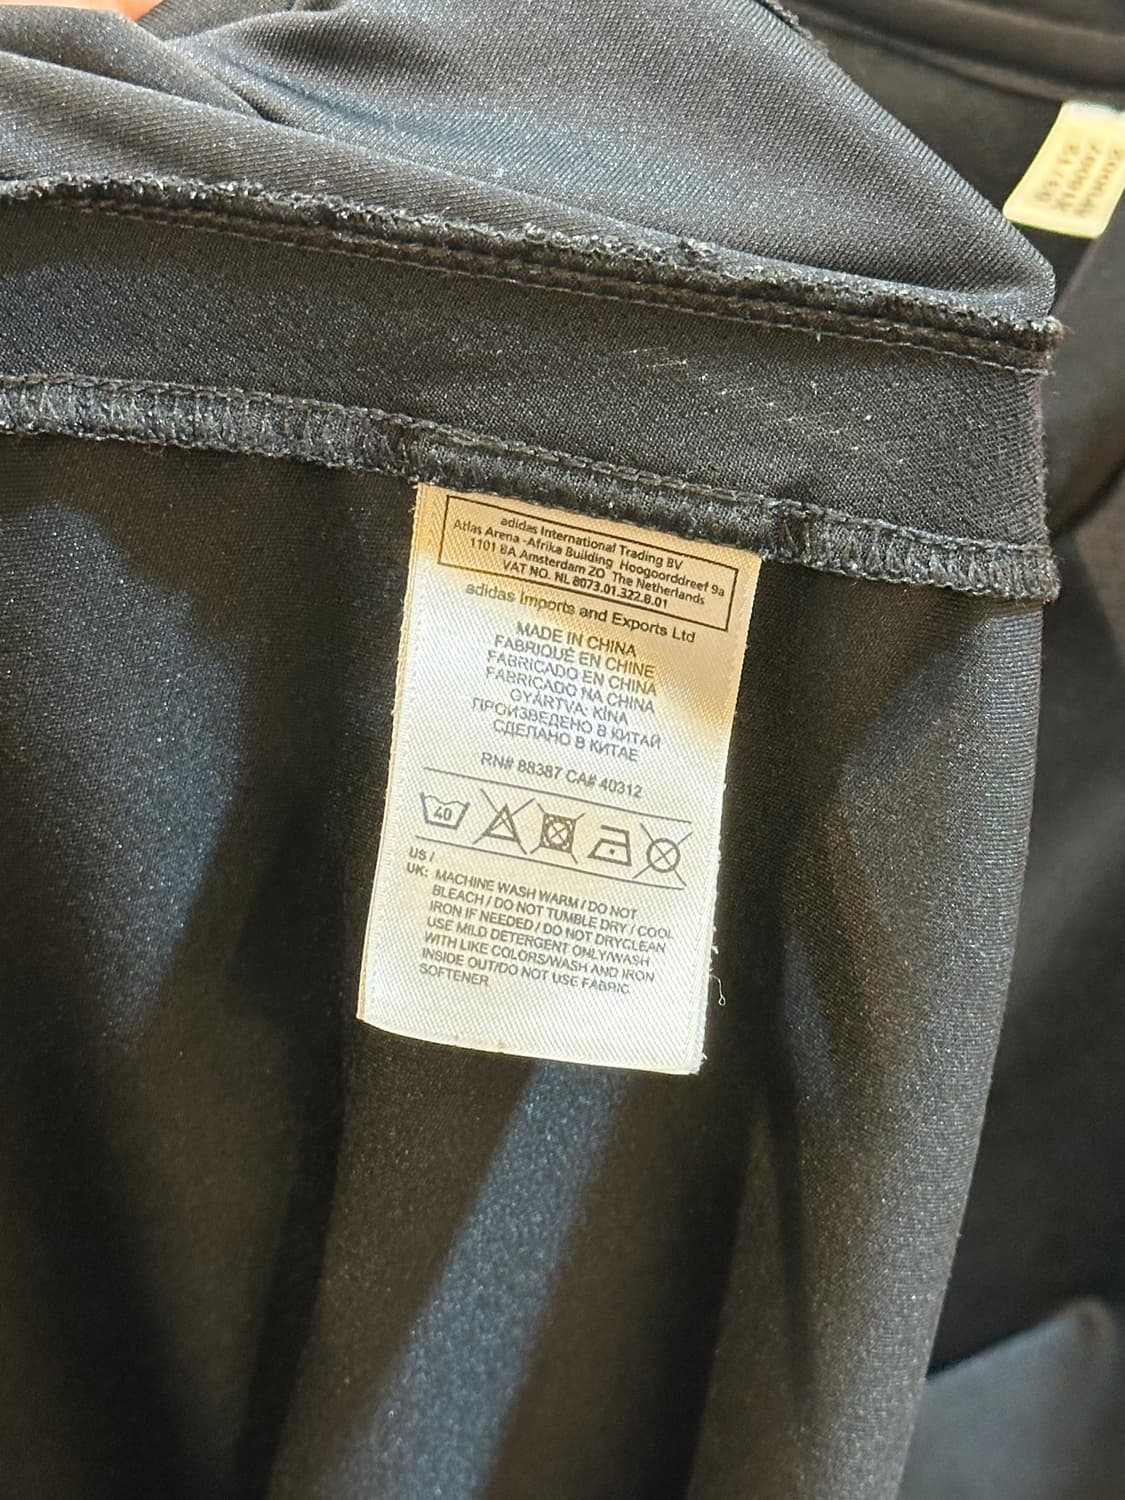 adidas International Trading BV
Atlas Arena -Afrika Building Hoogoorddreef 9a
1101 BA Amsterdam ZO The Netherlands
VAT NO. NL 8073.01.322.B.01
adidas Imports and Exports Ltd
MADE IN CHINA
FABRIQUÉ EN CHINE
FABRICADO EN CHINA
FABRICADO NA CHINA
GYÁRTVA: KÍNA
ПРОИЗВЕДЕНО В КИТАЙ
СДЕЛАНО В КИТАЕ
RN# 88387 CA# 40312
40
US /
UK: MACHINE WASH WARM / DO NOT
BLEACH / DO NOT TUMBLE DRY / COOL
IRON IF NEEDED / DO NOT DRYCLEAN
USE MILD DETERGENT ONLY/WASH
WITH LIKE COLORS/WASH AND IRON
INSIDE OUT/DO NOT USE FABRIC
SOFTENER